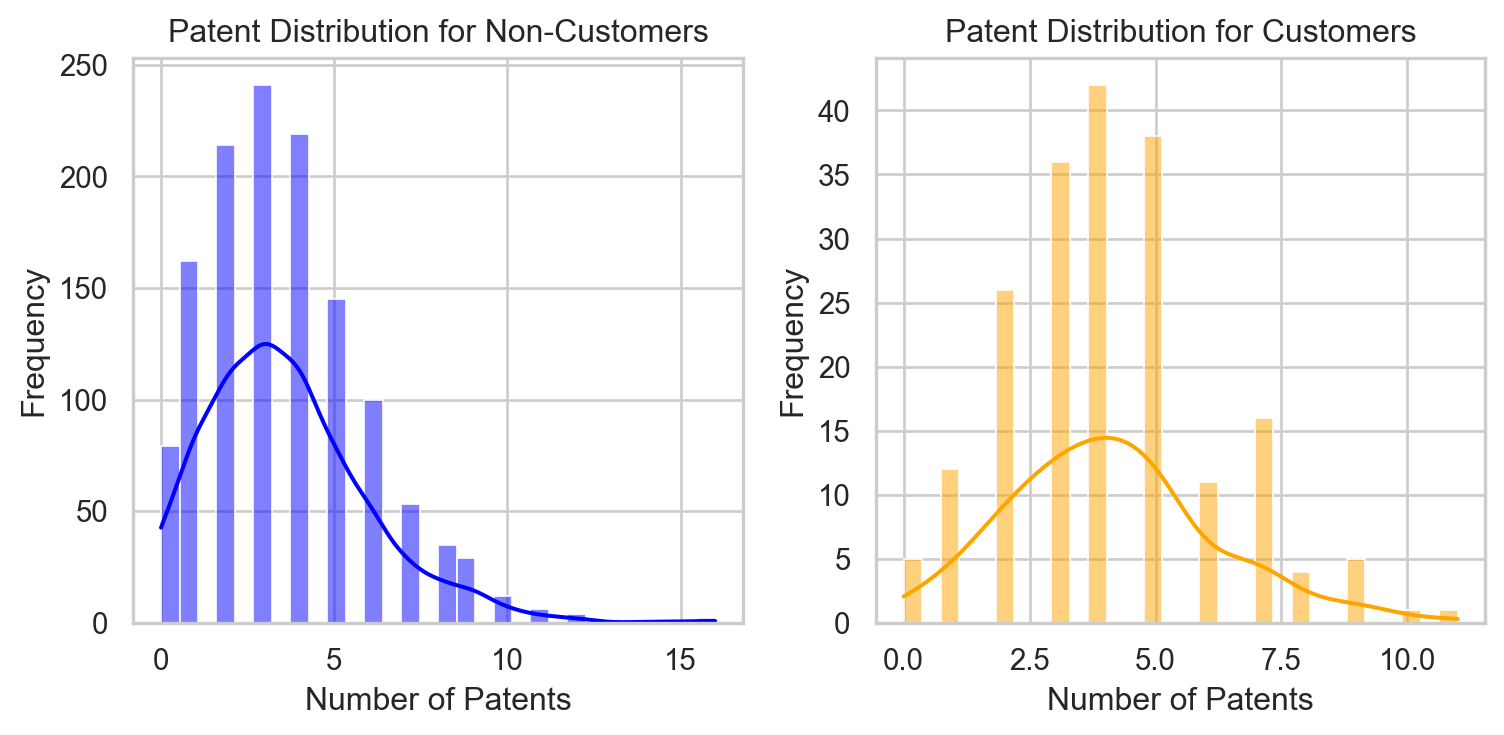 Patent Distribution for Non-Customers
Frequency
250
200
150
100
50
0
0 5 10 15
Number of Patents
Patent Distribution for Customers
Frequency
40
35
30
25
20
15
10
5
0
0.0 2.5 5.0 7.5 10.0
Number of Patents